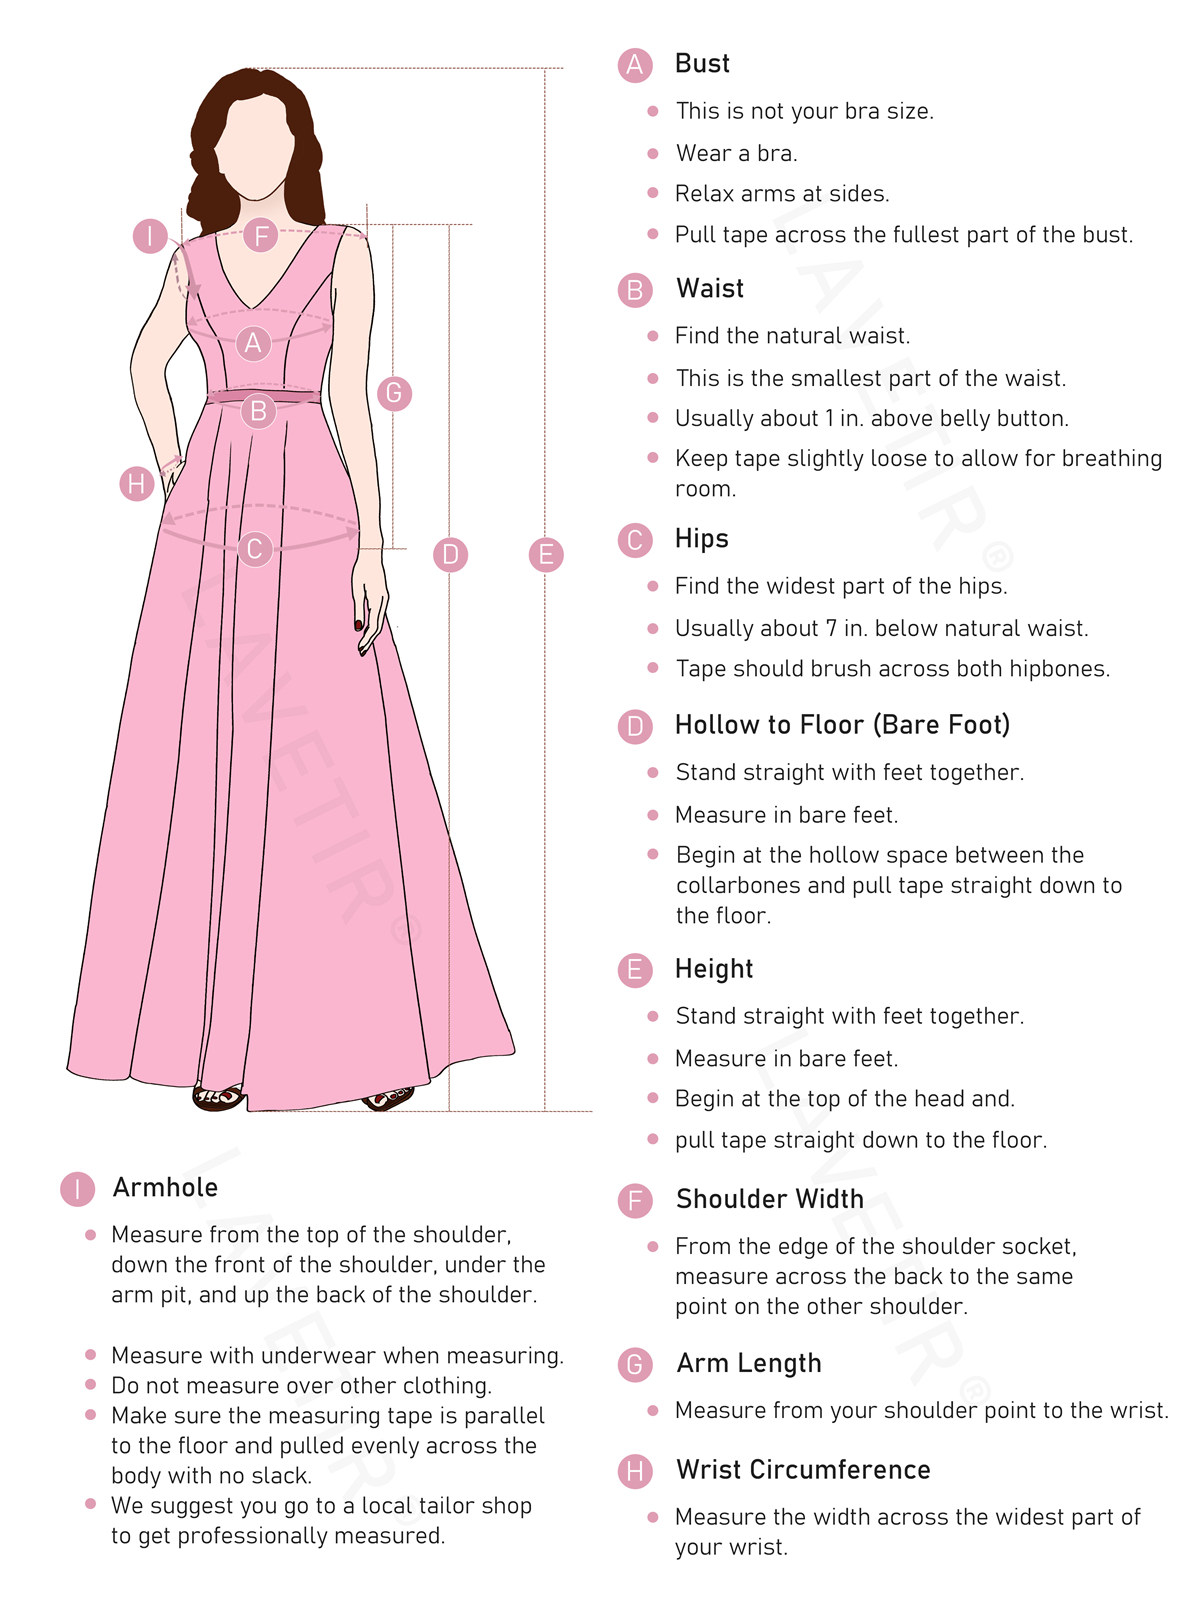 I
F
A
B
G
H
C
D
E
A Bust
This is not your bra size.
Wear a bra.
Relax arms at sides.
Pull tape across the fullest part of the bust.
B Waist
Find the natural waist.
This is the smallest part of the waist.
Usually about 1 in. above belly button.
Keep tape slightly loose to allow for breathing
room.
C Hips
Find the widest part of the hips.
Usually about 7 in. below natural waist.
Tape should brush across both hipbones.
D Hollow to Floor (Bare Foot)
Stand straight with feet together.
Measure in bare feet.
Begin at the hollow space between the
collarbones and pull tape straight down to
the floor.
E Height
Stand straight with feet together.
Measure in bare feet.
Begin at the top of the head and.
pull tape straight down to the floor.
F Shoulder Width
From the edge of the shoulder socket,
measure across the back to the same
point on the other shoulder.
G Arm Length
Measure from your shoulder point to the wrist.
H Wrist Circumference
Measure the width across the widest part of
your wrist.
I Armhole
Measure from the top of the shoulder,
down the front of the shoulder, under the
arm pit, and up the back of the shoulder.
Measure with underwear when measuring.
Do not measure over other clothing.
Make sure the measuring tape is parallel
to the floor and pulled evenly across the
body with no slack.
We suggest you go to a local tailor shop
to get professionally measured.
LAVETIR®
LAVETIR®
LAVETIR®
LAVETIR®